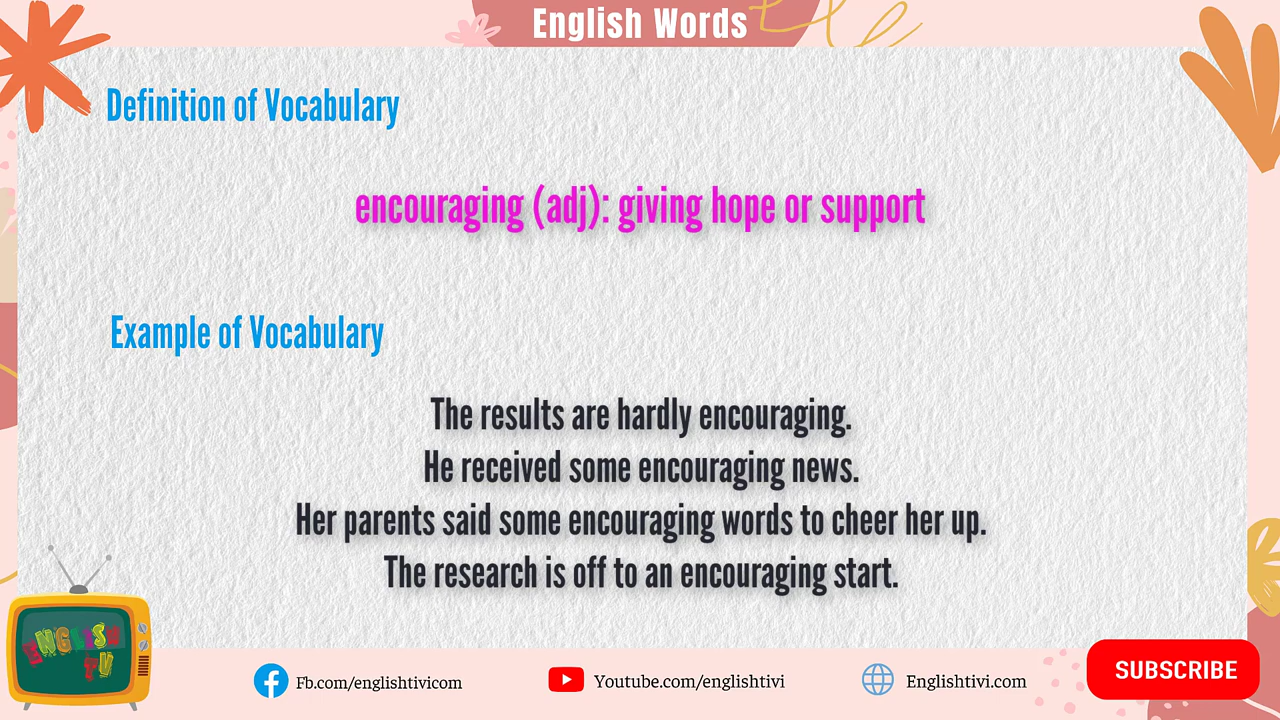 English Words
Definition of Vocabulary
encouraging (adj): giving hope or support
Example of Vocabulary
The results are hardly encouraging.
He received some encouraging news.
Her parents said some encouraging words to cheer her up.
The research is off to an encouraging start.
ENGLISH
TV
Fb.com/englishtivicom
Youtube.com/englishtivi
Englishtivi.com
SUBSCRIBE